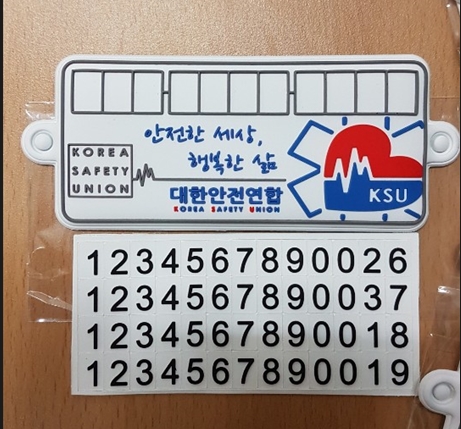 안전한 세상,
행복한 삶
KOREA
SAFETY
UNION
대한안전연합
KOREA SAFETY UNION
KSU
1234567890026
1234567890037
1234567890018
1234567890019